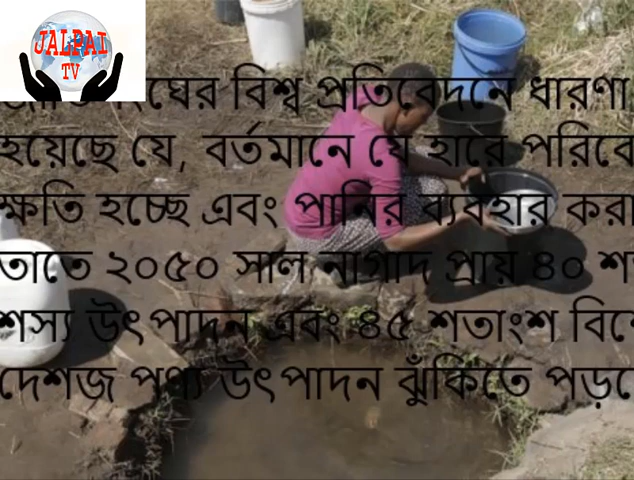 JALPAI
TV
বিশ্ব প্রতিবেদনে ধারণা
হয়েছে যে, বর্তমানে যে হারে পরিবে
ক্ষতি হচ্ছে এবং পানির ব্যবহার করা
তাতে ২০৫০ সাল নাগাদ প্রায় ৪০ শ
শস্য উৎপাদন এবং ৪৫ শতাংশ বিশে
দেশজ পণ্য উৎপাদন ঝুঁকিতে পড়বে